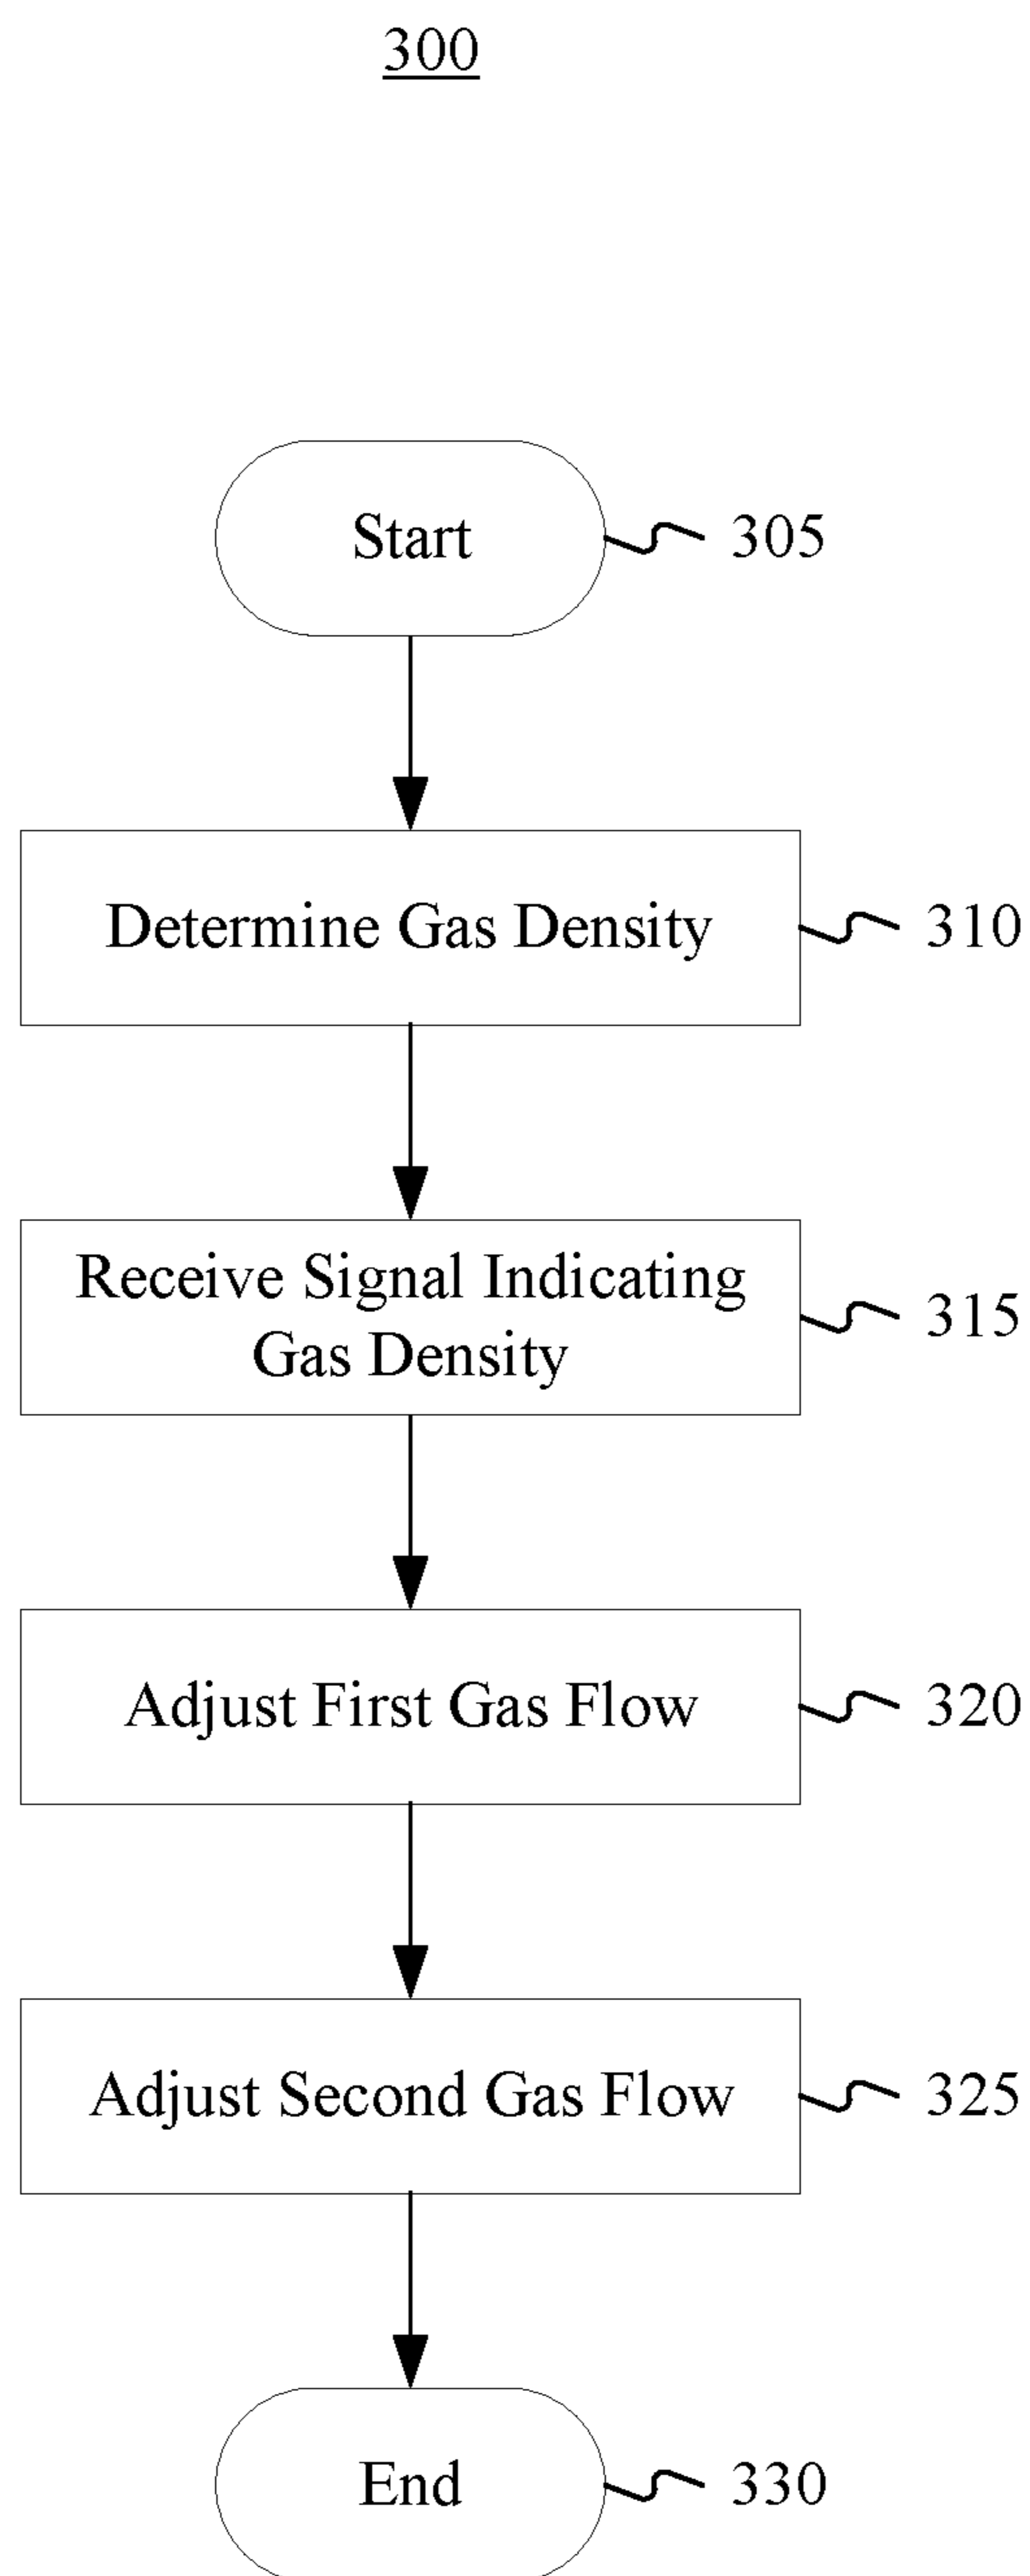 300
Start
305
Determine Gas Density
310
Receive Signal Indicating
Gas Density
315
Adjust First Gas Flow
320
Adjust Second Gas Flow
325
End
330